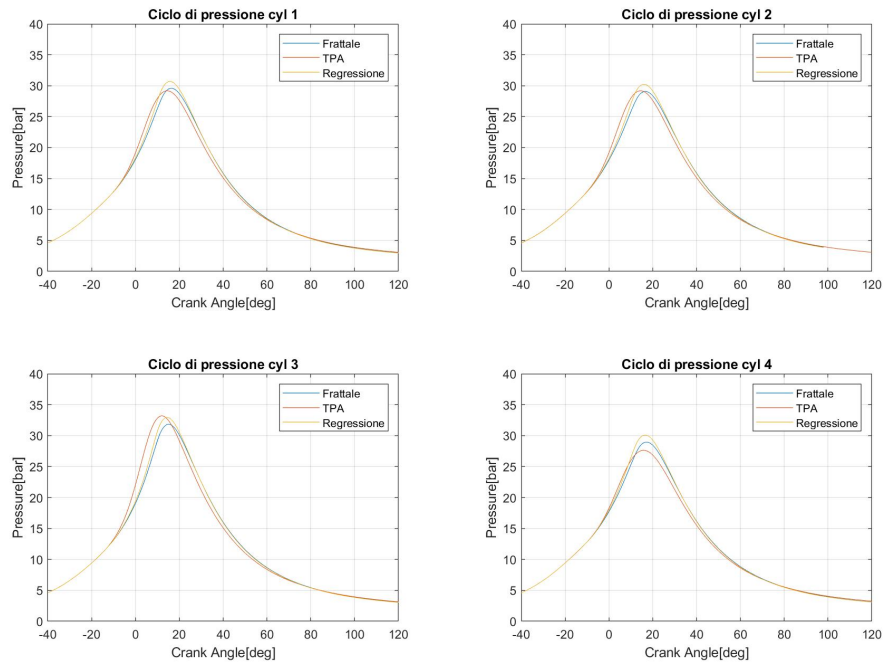 Ciclo di pressione cyl 1
40
35
30
25
20
15
10
5
0
Pressure[bar]
Frattale
TPA
Regressione
-40 -20 0 20 40 60 80 100 120
Crank Angle[deg]
Ciclo di pressione cyl 2
40
35
30
25
20
15
10
5
0
Pressure[bar]
Frattale
TPA
Regressione
-40 -20 0 20 40 60 80 100 120
Crank Angle[deg]
Ciclo di pressione cyl 3
40
35
30
25
20
15
10
5
0
Pressure[bar]
Frattale
TPA
Regressione
-40 -20 0 20 40 60 80 100 120
Crank Angle[deg]
Ciclo di pressione cyl 4
40
35
30
25
20
15
10
5
0
Pressure[bar]
Frattale
TPA
Regressione
-40 -20 0 20 40 60 80 100 120
Crank Angle[deg]